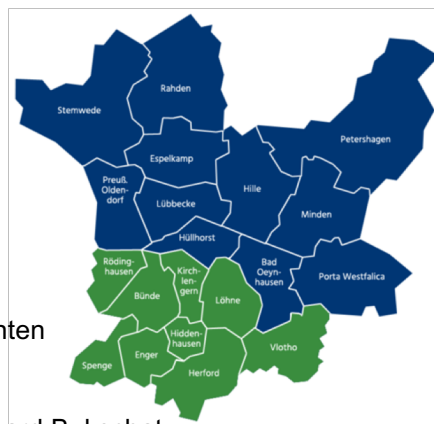 Rahden
Stemwede
Petershagen
Espelkamp
Preuß.
Olden-
dorf
Hille
Lübbecke
Minden
Hüllhorst
Bad
Oeyn-
hausen
Porta Westfalica
Röding-
hausen
Kirch-
len-
gern
Bünde
Löhne
Hidden-
hausen
Vlotho
Enger
Spenge
Herford